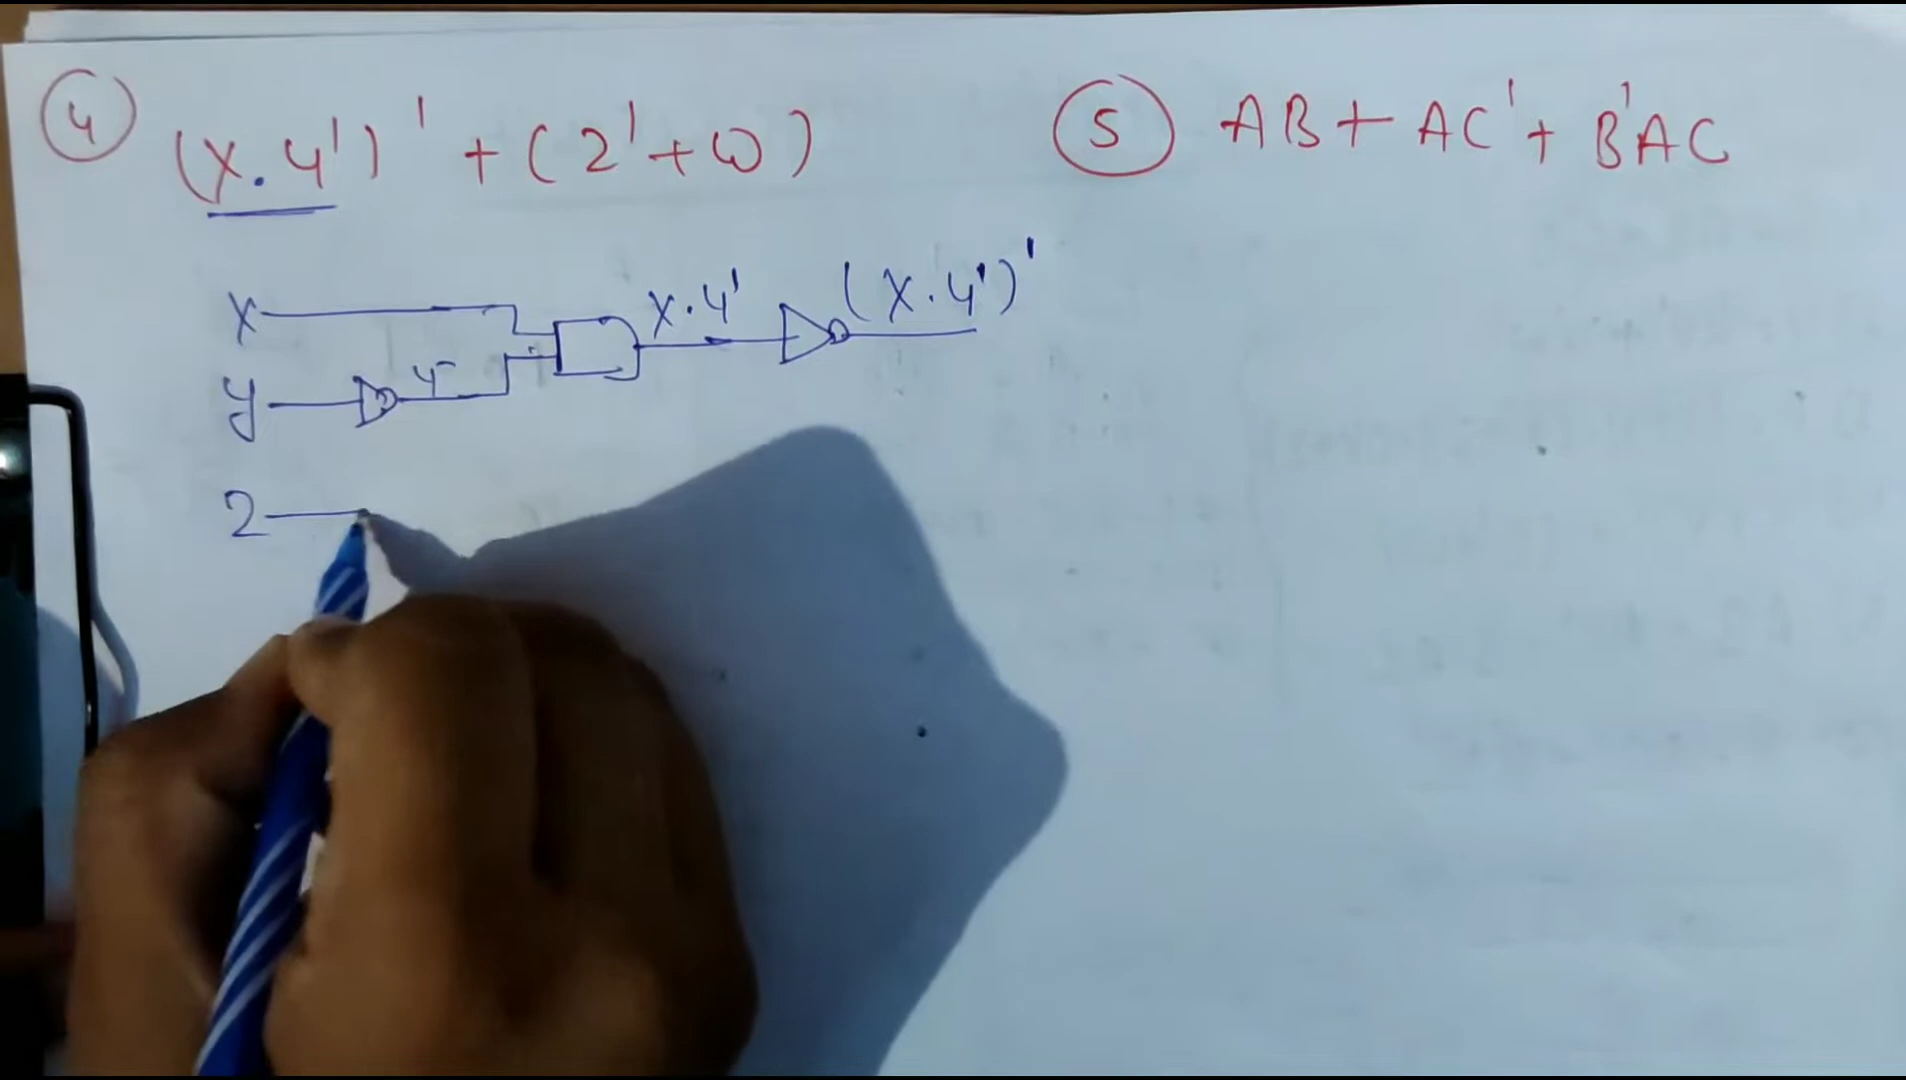 4 (X.y')' + (z'+w)
5 AB + AC' + B'AC
X X.y' (X.y')'
y y'
z